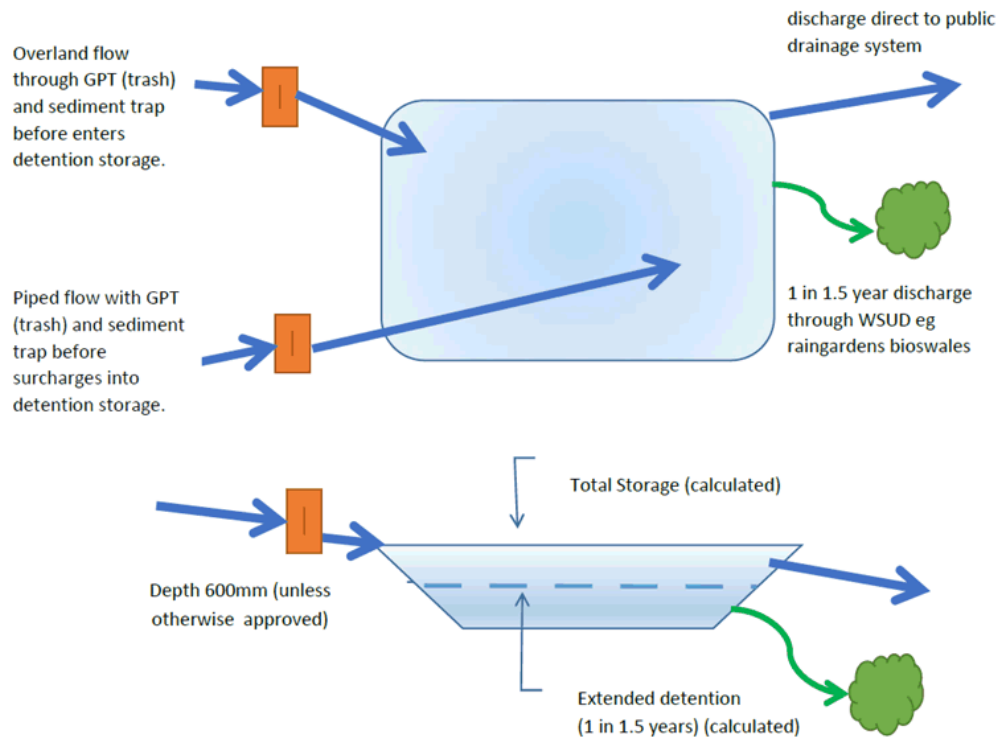 Overland flow
through GPT (trash)
and sediment trap
before enters
detention storage.
discharge direct to public
drainage system
Piped flow with GPT
(trash) and sediment
trap before
surcharges into
detention storage.
1 in 1.5 year discharge
through WSUD eg
raingardens bioswales
Total Storage (calculated)
Depth 600mm (unless
otherwise approved)
Extended detention
(1 in 1.5 years) (calculated)